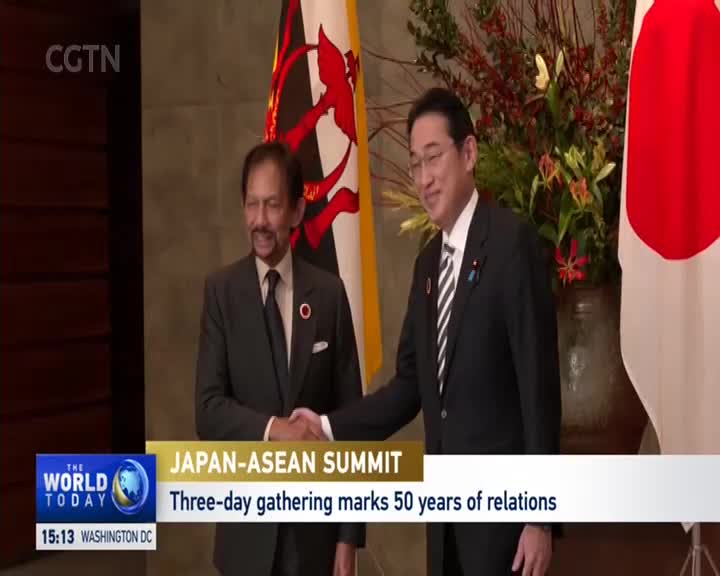 CGTN
JAPAN-ASEAN SUMMIT
Three-day gathering marks 50 years of relations
THE
WORLD
TODAY
15:13 WASHINGTON DC